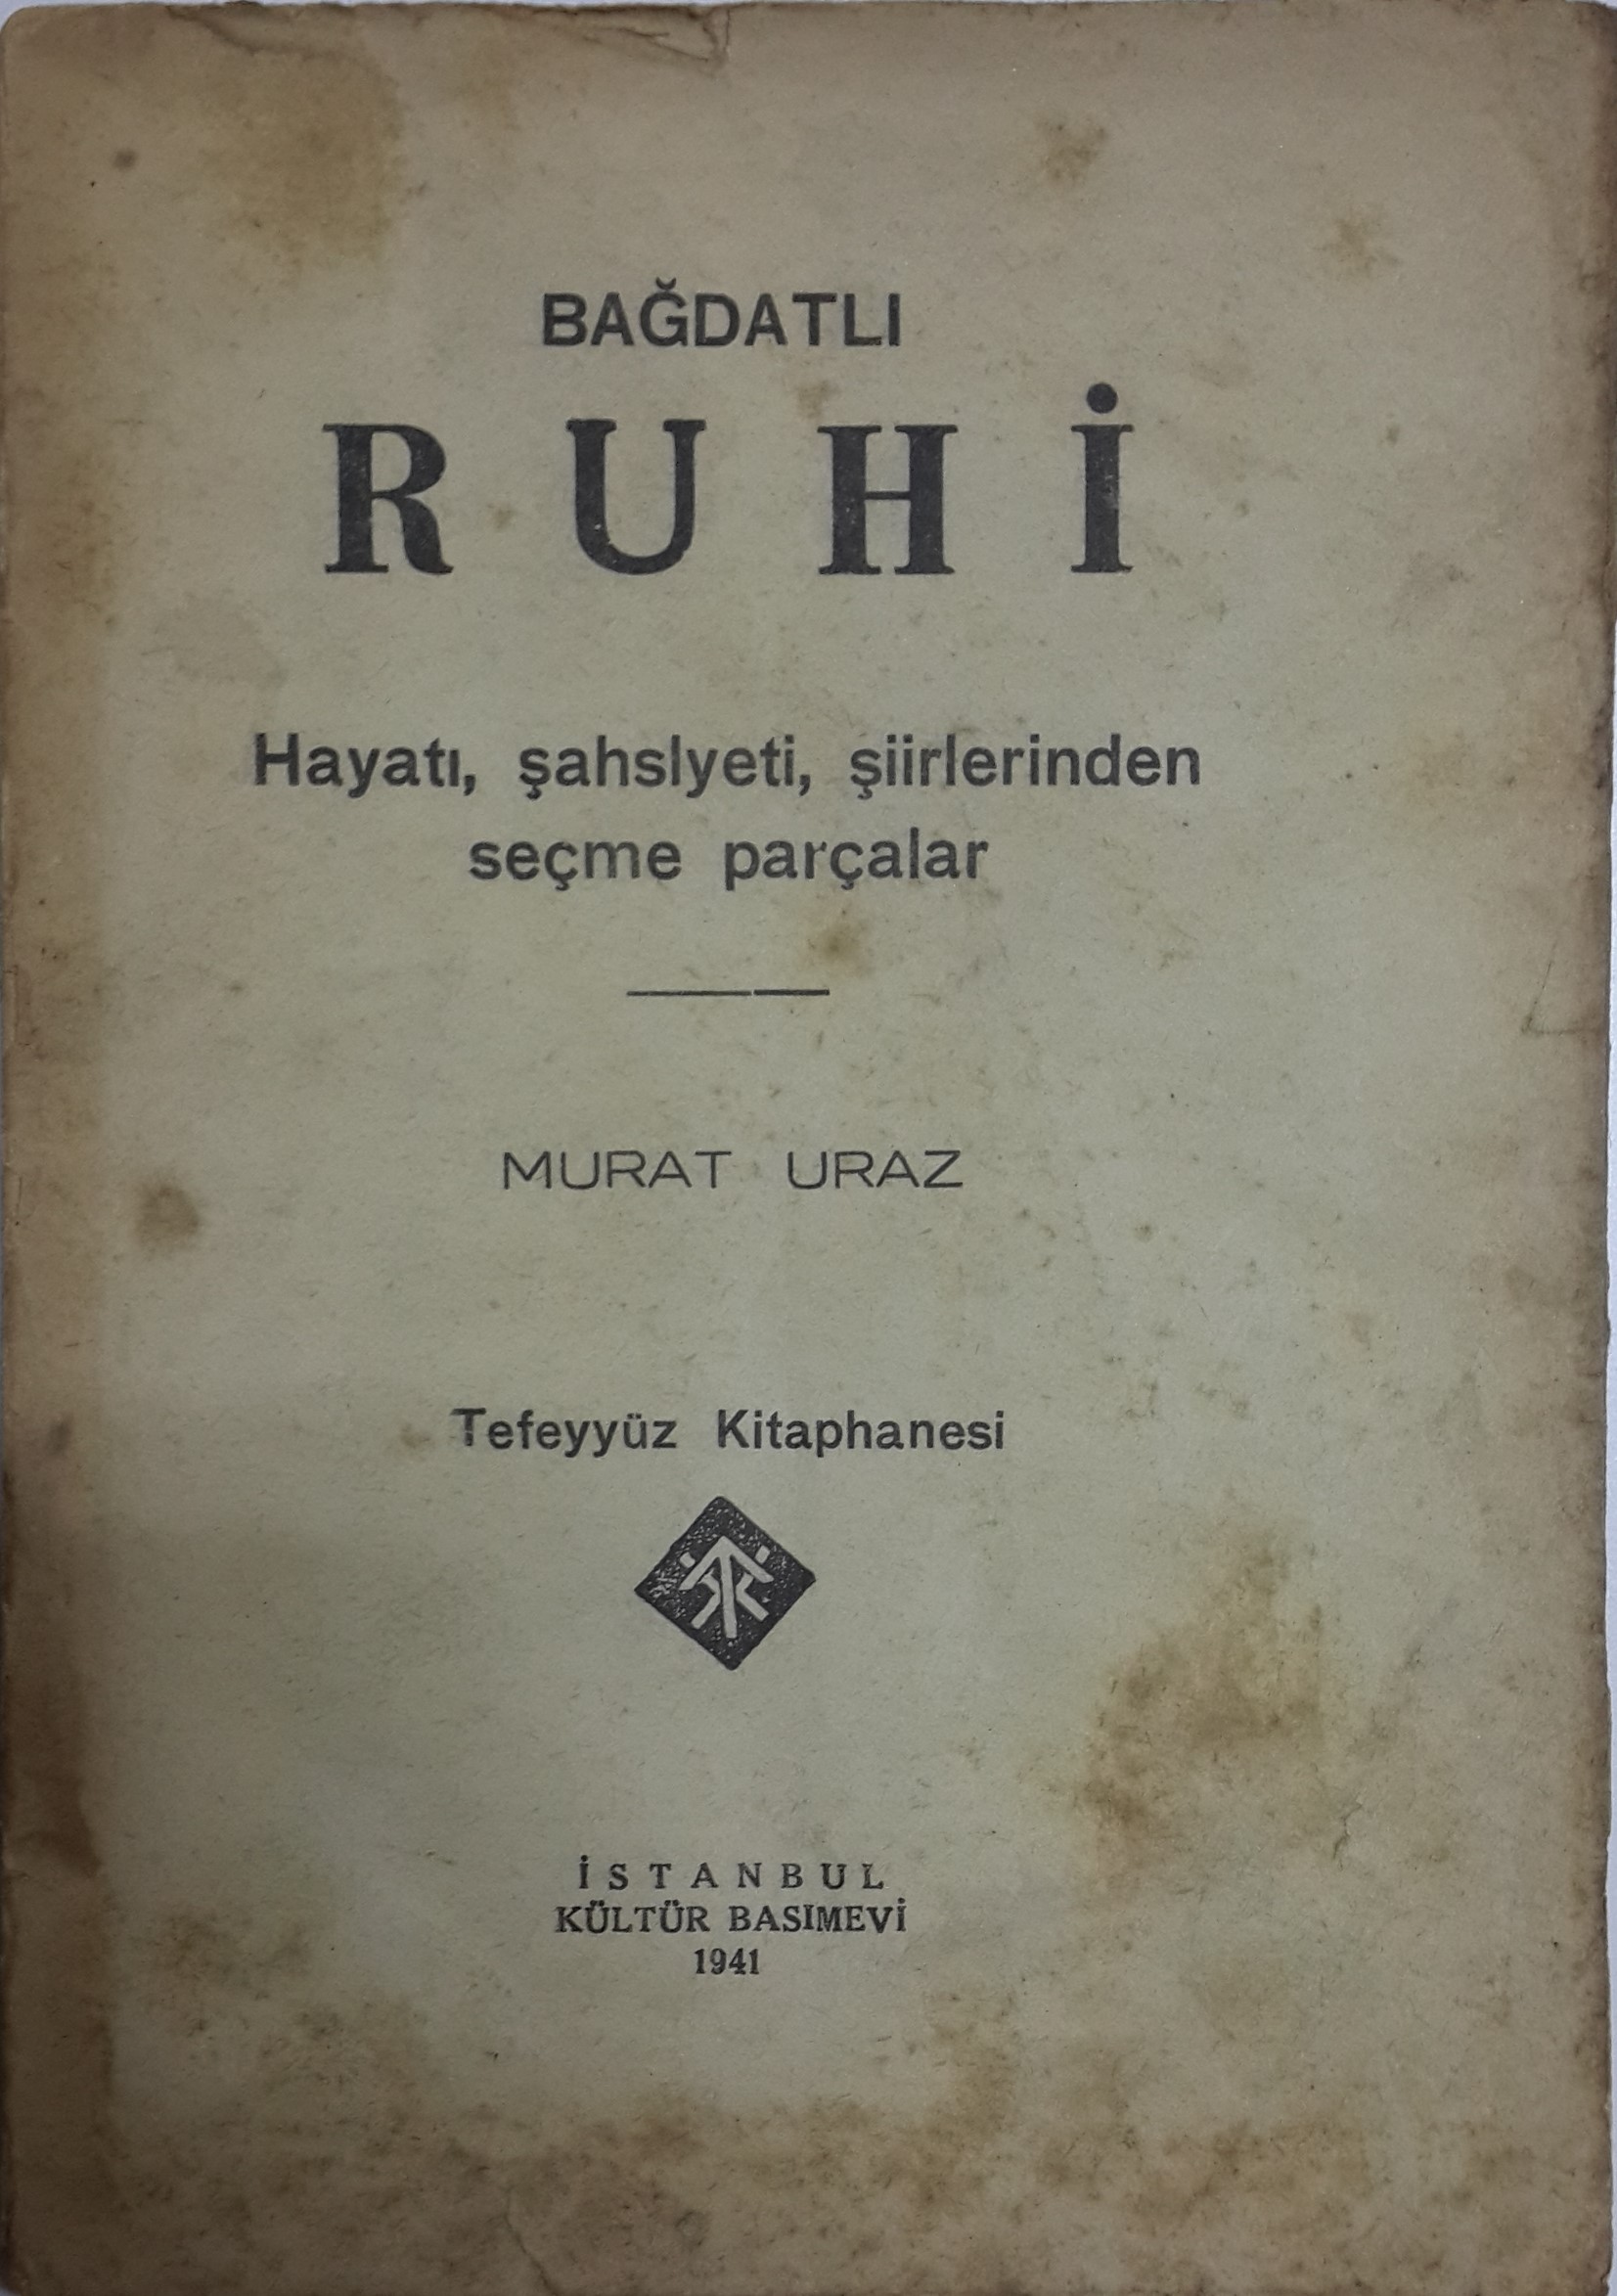 BAĞDATLI
RUHİ
Hayatı, şahslyeti, şiirlerinden
seçme parçalar
MURAT URAZ
Tefeyyüz Kitaphanesi
İSTANBUL
KÜLTÜR BASIMEVİ
1941